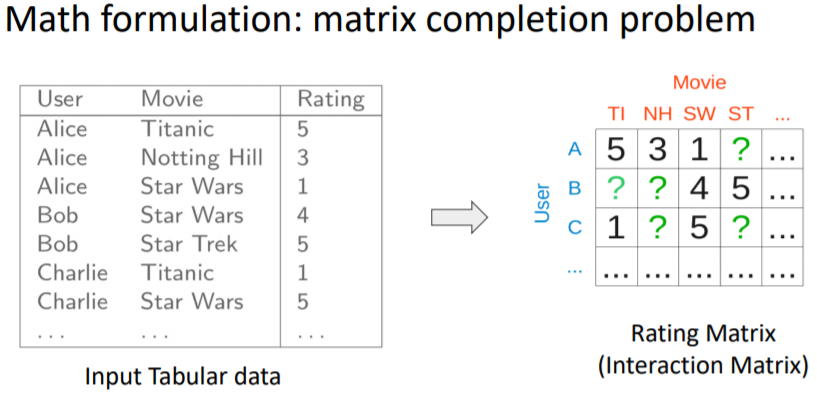 Math formulation: matrix completion problem
User Movie Rating
Alice Titanic 5
Alice Notting Hill 3
Alice Star Wars 1
Bob Star Wars 4
Bob Star Trek 5
Charlie Titanic 1
Charlie Star Wars 5
... ... ...
Input Tabular data
Movie
TI NH SW ST ...
User
A 5 3 1 ? ...
B ? ? 4 5 ...
C 1 ? 5 ? ...
... ... ... ... ... ...
Rating Matrix
(Interaction Matrix)